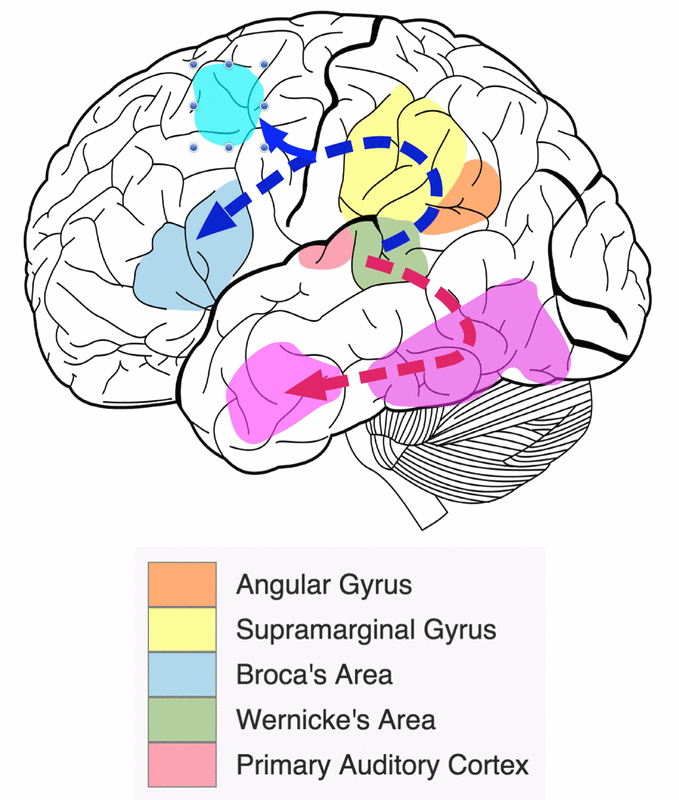 Angular Gyrus
Supramarginal Gyrus
Broca's Area
Wernicke's Area
Primary Auditory Cortex